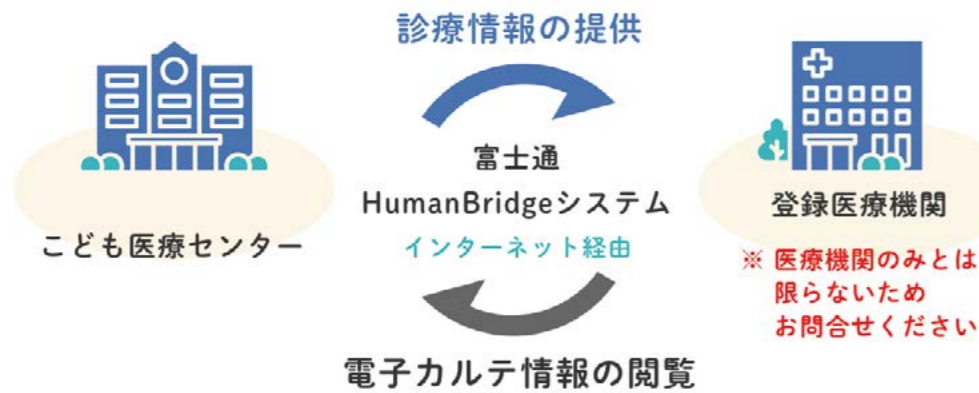 診療情報の提供
富士通
HumanBridgeシステム
インターネット経由
こども医療センター
登録医療機関
※ 医療機関のみとは
限らないため
お問合せください
電子カルテ情報の閲覧